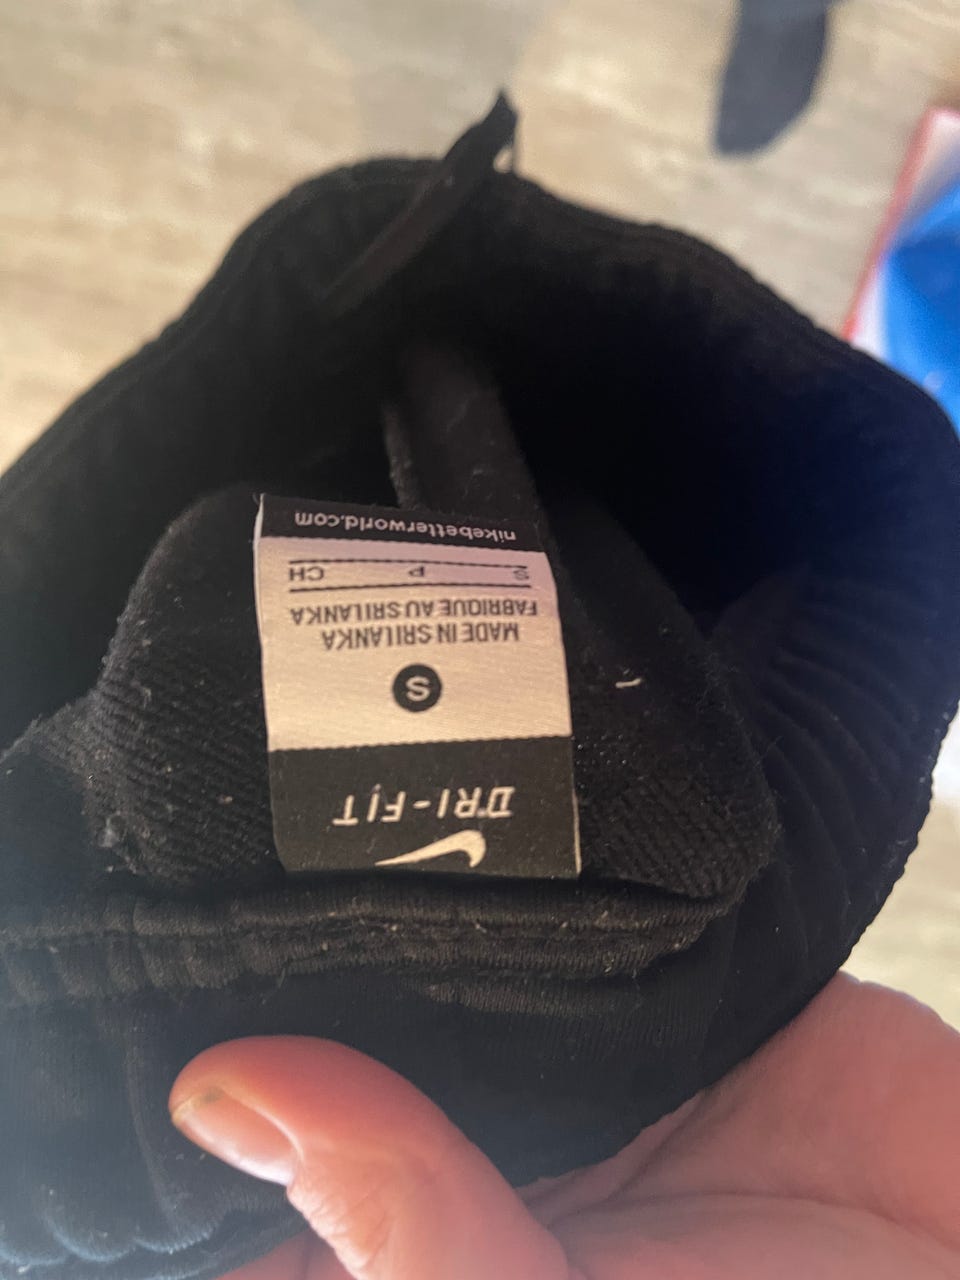 DRI-FIT
S
MADE IN SRI LANKA
FABRIQUE AU SRI LANKA
S P CH
nikebetterworld.com